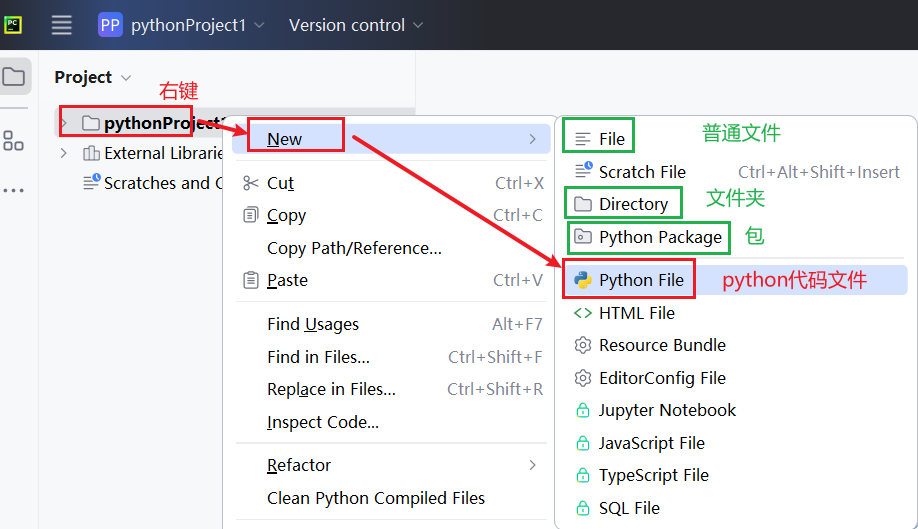 PC
PP pythonProject1 Version control
Project
右键
pythonProject
External Librarie
Scratches and C
New
Cut Ctrl+X
Copy Ctrl+C
Copy Path/Reference...
Paste Ctrl+V
Find Usages Alt+F7
Find in Files... Ctrl+Shift+F
Replace in Files... Ctrl+Shift+R
Inspect Code...
Refactor
Clean Python Compiled Files
File 普通文件
Scratch File Ctrl+Alt+Shift+Insert
Directory 文件夹
Python Package 包
Python File python代码文件
HTML File
Resource Bundle
EditorConfig File
Jupyter Notebook
JavaScript File
TypeScript File
SQL File